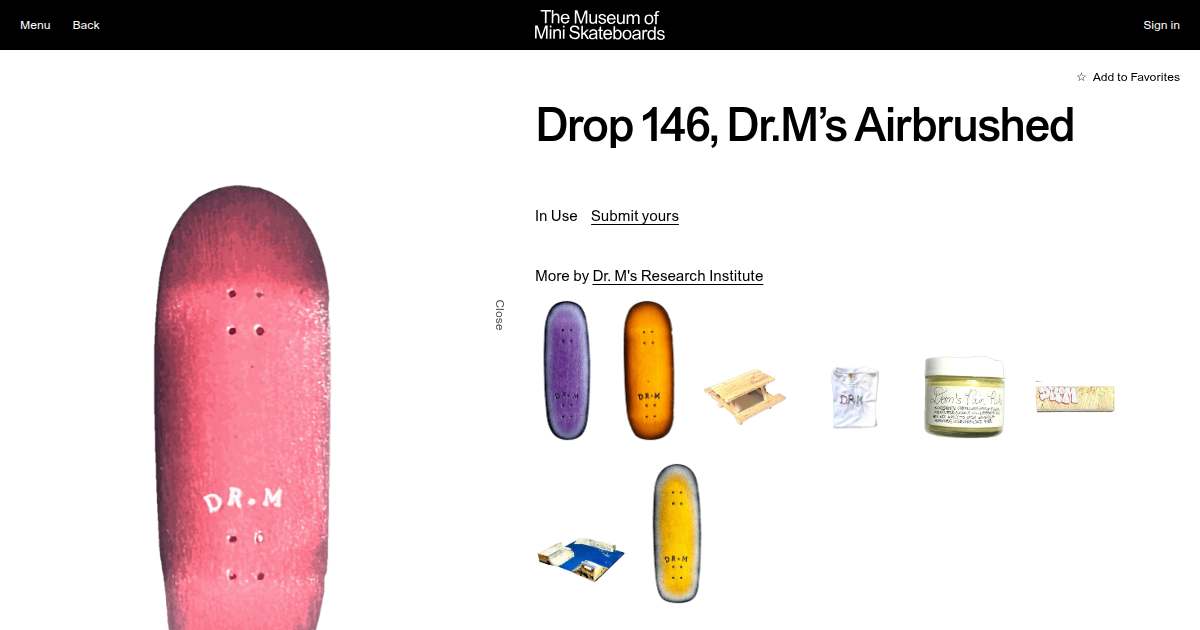 Menu
Back
The Museum of
Mini Skateboards
Sign in
☆ Add to Favorites
Drop 146, Dr.M’s Airbrushed
In Use
Submit yours
More by Dr. M's Research Institute
Close
DR.M
DR.M
DR.M
DRM
DR.M